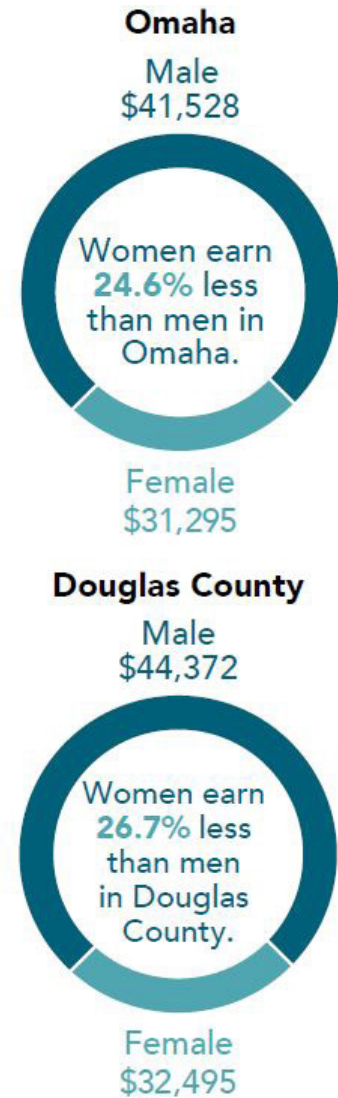 Omaha
Male
$41,528
Women earn
24.6% less
than men in
Omaha.
Female
$31,295
Douglas County
Male
$44,372
Women earn
26.7% less
than men
in Douglas
County.
Female
$32,495